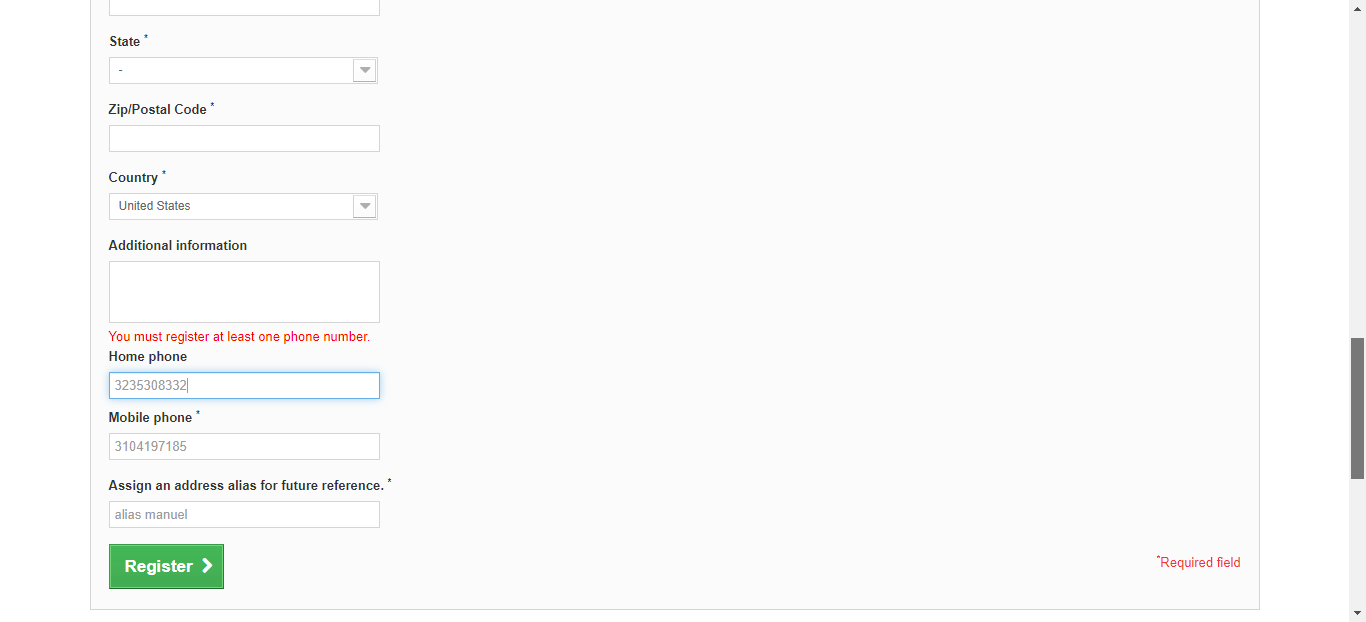 State *
-
Zip/Postal Code *
Country *
United States
Additional information
You must register at least one phone number.
Home phone
3235308332
Mobile phone *
3104197185
Assign an address alias for future reference. *
alias manuel
Register
*Required field